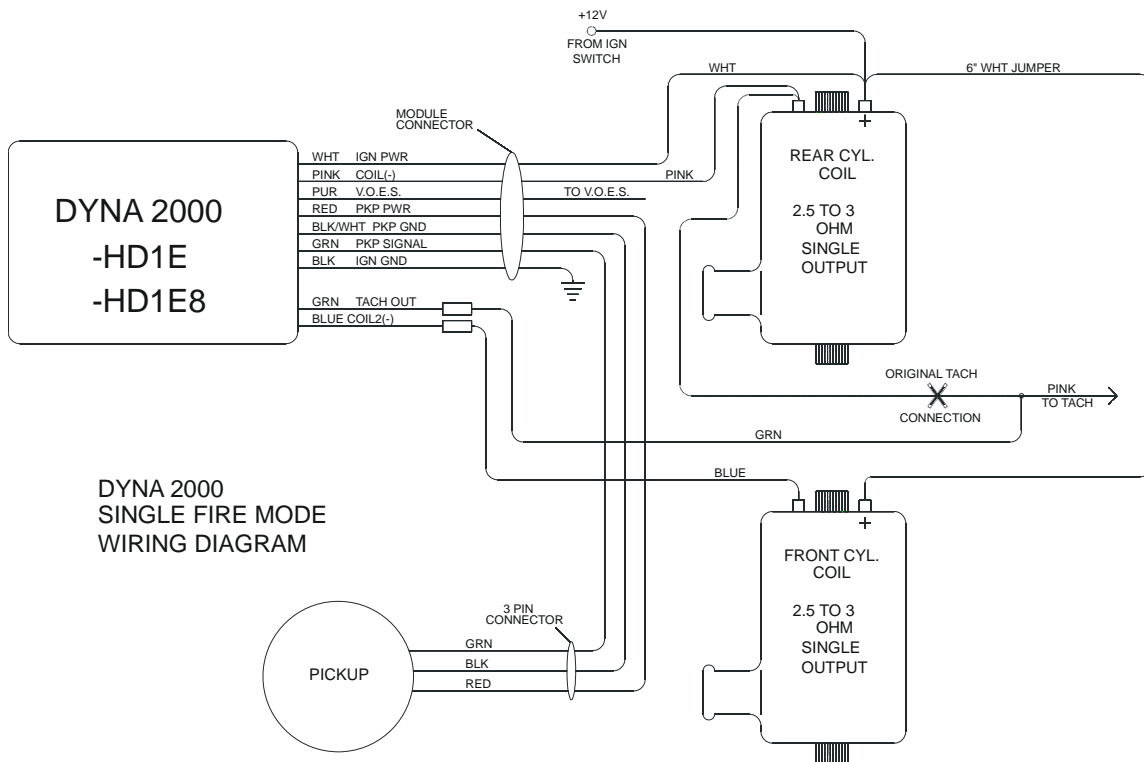 +12V
FROM IGN
SWITCH
WHT
6" WHT JUMPER
MODULE
CONNECTOR
+
WHT IGN PWR
PINK COIL(-)
PINK
PUR V.O.E.S.
TO V.O.E.S.
RED PKP PWR
BLK/WHT PKP GND
GRN PKP SIGNAL
BLK IGN GND
GRN TACH OUT
BLUE COIL2(-)
DYNA 2000
-HD1E
-HD1E8
REAR CYL.
COIL
2.5 TO 3
OHM
SINGLE
OUTPUT
ORIGINAL TACH
CONNECTION
PINK
TO TACH
GRN
BLUE
DYNA 2000
SINGLE FIRE MODE
WIRING DIAGRAM
+
FRONT CYL.
COIL
2.5 TO 3
OHM
SINGLE
OUTPUT
3 PIN
CONNECTOR
GRN
BLK
RED
PICKUP